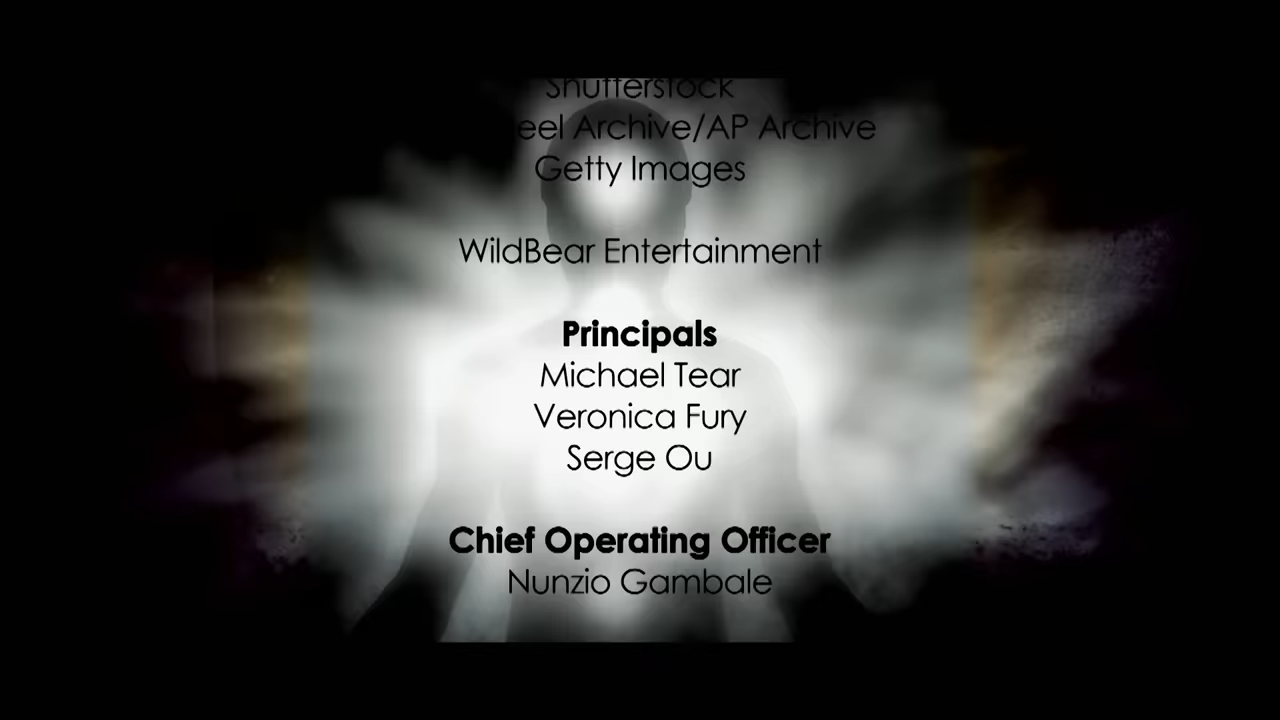 Shutterstock
Archive/AP Archive
Getty Images
WildBear Entertainment
Principals
Michael Tear
Veronica Fury
Serge Ou
Chief Operating Officer
Nunzio Gambale